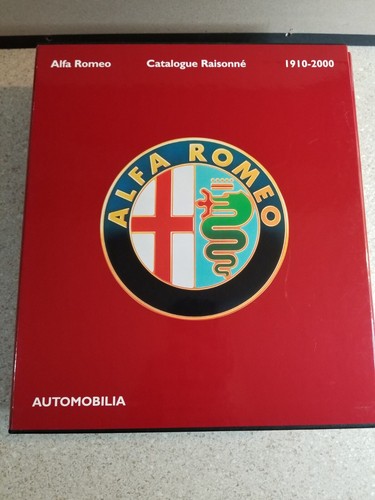 Alfa Romeo Catalogue Raisonné 1910-2000
ALFA ROMEO
AUTOMOBILIA